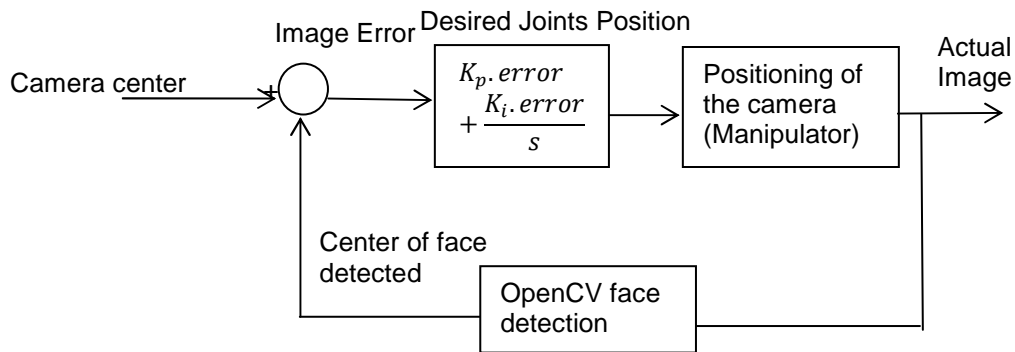 Image Error
Desired Joints Position
Actual
Image
Camera center
+
K_p.error
+ K_i.error / s
Positioning of
the camera
(Manipulator)
Center of face
detected
OpenCV face
detection